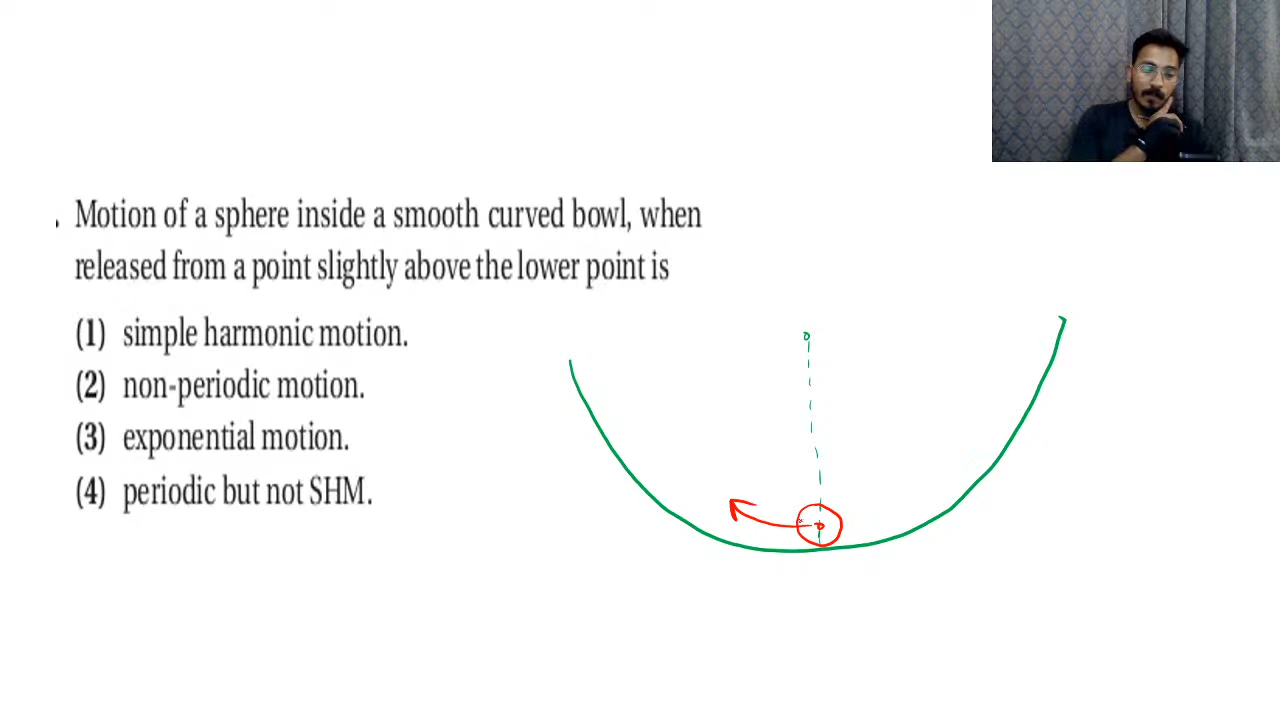 . Motion of a sphere inside a smooth curved bowl, when
released from a point slightly above the lower point is
(1) simple harmonic motion.
(2) non-periodic motion.
(3) exponential motion.
(4) periodic but not SHM.